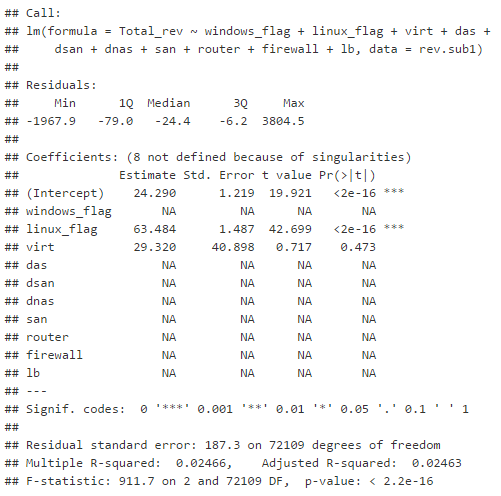 ## Call:
## lm(formula = Total_rev ~ windows_flag + linux_flag + virt + das +
##     dsan + dnas + san + router + firewall + lb, data = rev.sub1)
##
## Residuals:
##     Min      1Q  Median      3Q     Max
## -1967.9   -79.0   -24.4    -6.2  3804.5
##
## Coefficients: (8 not defined because of singularities)
##              Estimate Std. Error t value Pr(>|t|)
## (Intercept)    24.290      1.219  19.921   <2e-16 ***
## windows_flag       NA         NA      NA       NA
## linux_flag     63.484      1.487  42.699   <2e-16 ***
## virt           29.320     40.898   0.717    0.473
## das                NA         NA      NA       NA
## dsan               NA         NA      NA       NA
## dnas               NA         NA      NA       NA
## san                NA         NA      NA       NA
## router             NA         NA      NA       NA
## firewall           NA         NA      NA       NA
## lb                 NA         NA      NA       NA
## ---
## Signif. codes:  0 '***' 0.001 '**' 0.01 '*' 0.05 '.' 0.1 ' ' 1
##
## Residual standard error: 187.3 on 72109 degrees of freedom
## Multiple R-squared:  0.02466,    Adjusted R-squared:  0.02463
## F-statistic: 911.7 on 2 and 72109 DF,  p-value: < 2.2e-16